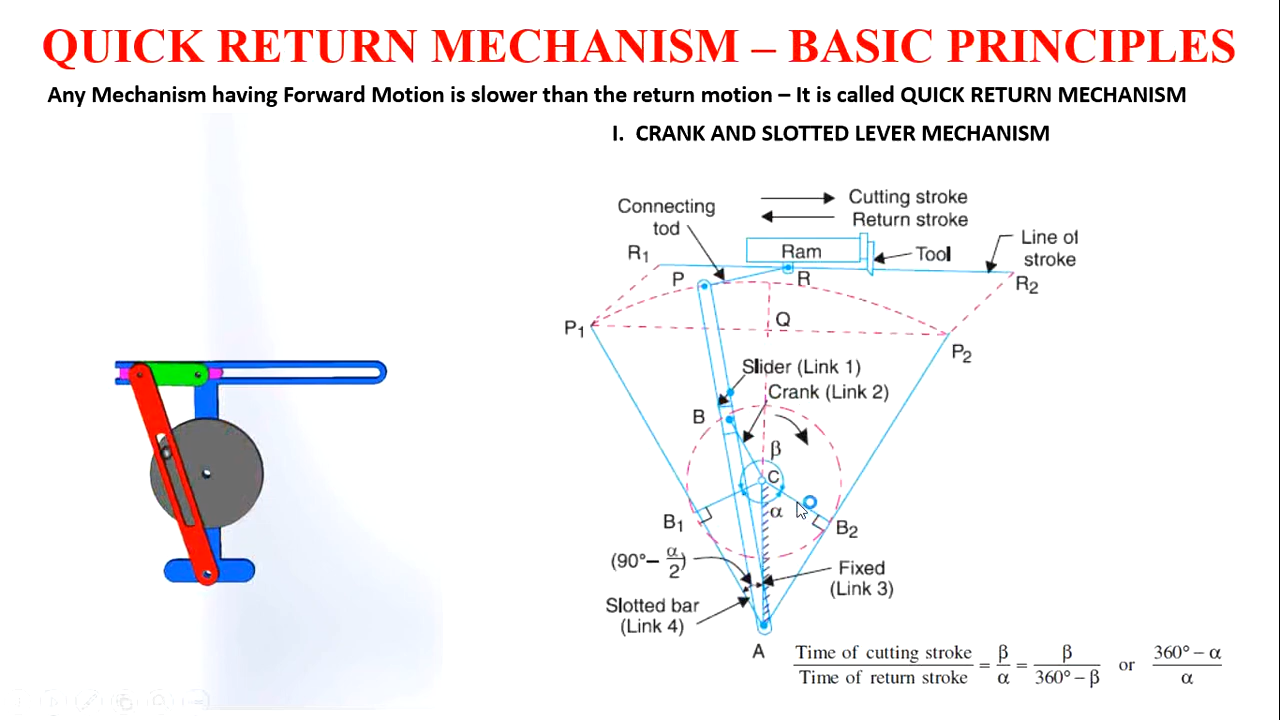 QUICK RETURN MECHANISM – BASIC PRINCIPLES
Any Mechanism having Forward Motion is slower than the return motion – It is called QUICK RETURN MECHANISM
I. CRANK AND SLOTTED LEVER MECHANISM
Connecting
tod
Cutting stroke
Return stroke
R1
Ram
Tool
Line of
stroke
P
R
R2
P1
Q
P2
Slider (Link 1)
Crank (Link 2)
B
β
C
α
B1
B2
(90°– α/2)
Fixed
(Link 3)
Slotted bar
(Link 4)
A
Time of cutting stroke / Time of return stroke = β/α = β/360° – β or 360° – α/α